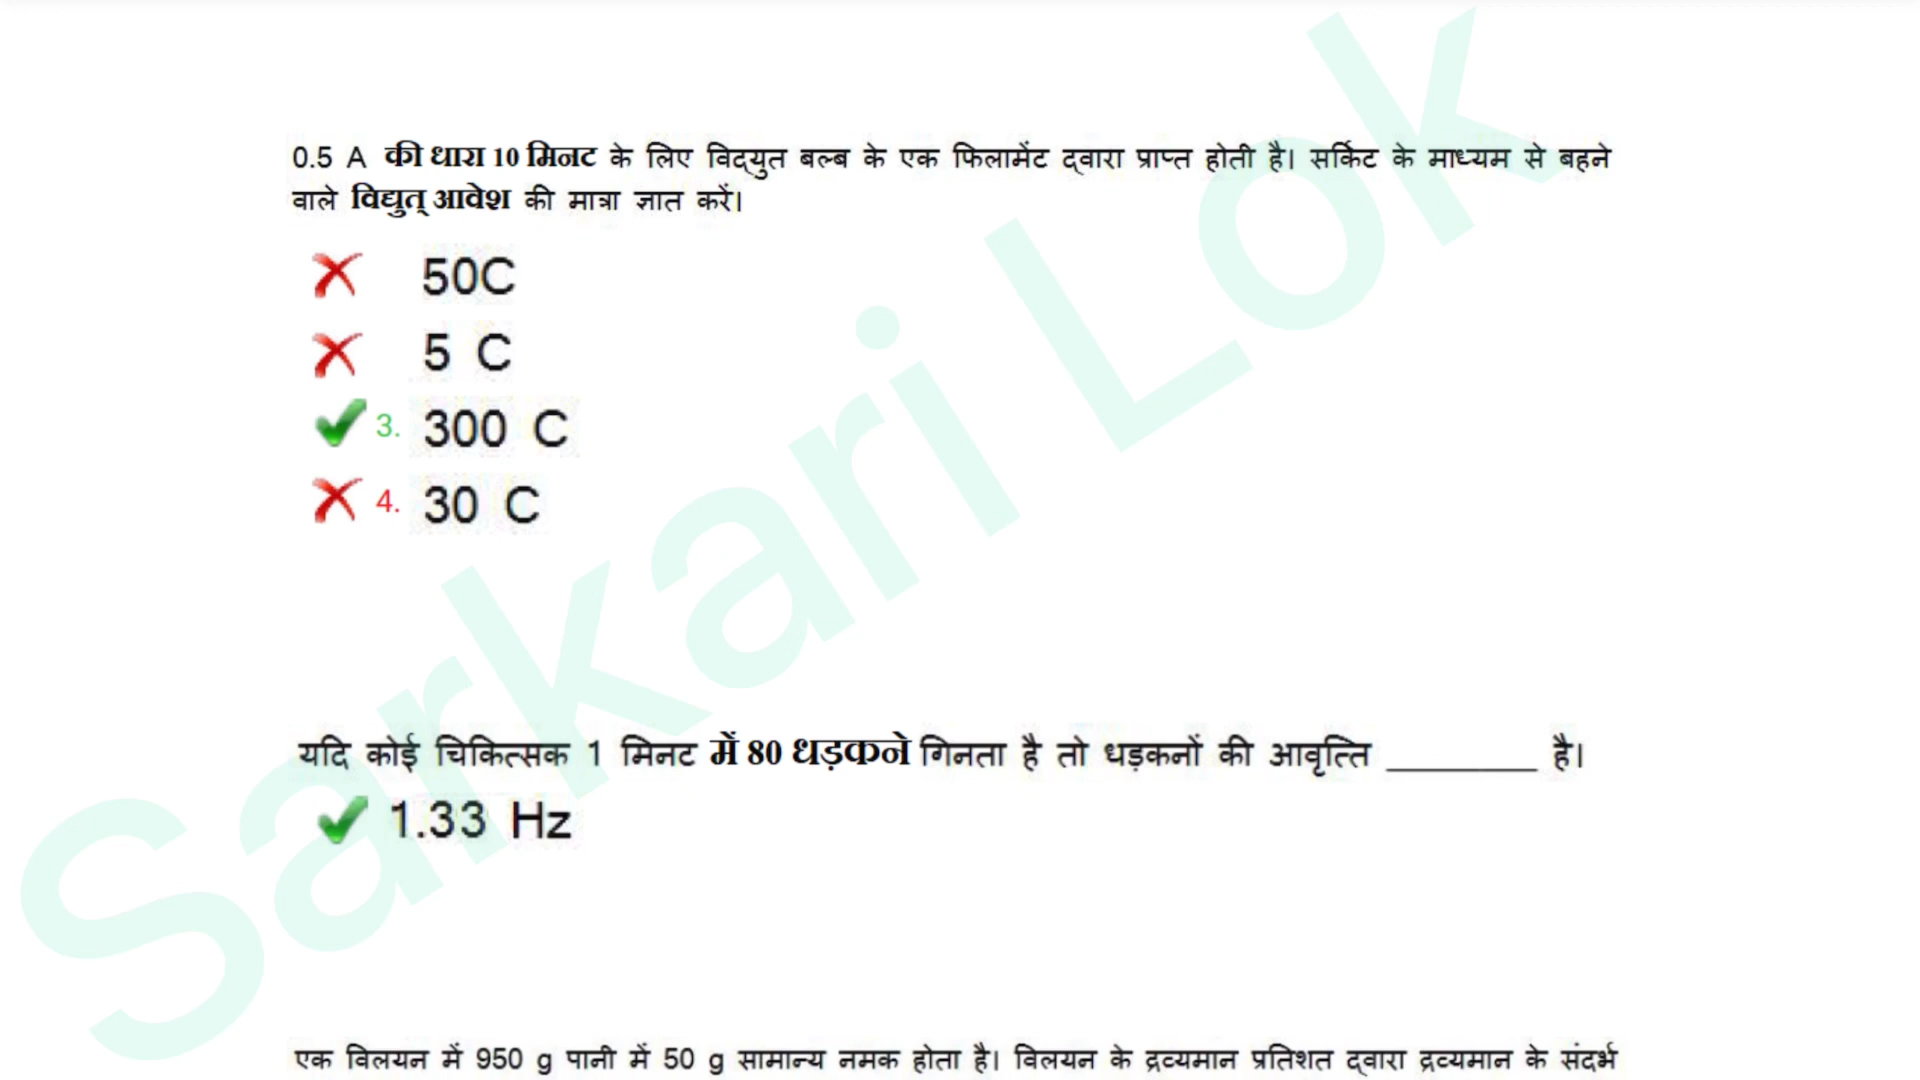 0.5 A की धारा 10 मिनट के लिए विद्युत बल्ब के एक फिलामेंट द्वारा प्राप्त होती है। सर्किट के माध्यम से बहने
वाले विद्युत् आवेश की मात्रा ज्ञात करें।
50C
5 C
3. 300 C
4. 30 C
यदि कोई चिकित्सक 1 मिनट में 80 धड़कने गिनता है तो धड़कनों की आवृत्ति ________ है।
1.33 Hz
एक विलयन में 950 g पानी में 50 g सामान्य नमक होता है। विलयन के द्रव्यमान प्रतिशत द्वारा द्रव्यमान के संदर्भ
Sarkari Lok